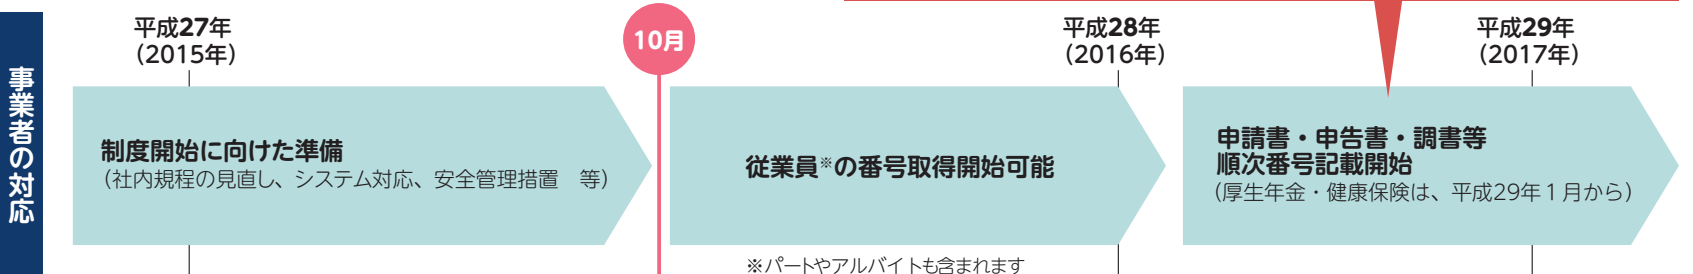 事業者の対応
平成27年
（2015年）
10月
平成28年
（2016年）
平成29年
（2017年）
制度開始に向けた準備
（社内規程の見直し、システム対応、安全管理措置　等）
従業員※の番号取得開始可能
※パートやアルバイトも含まれます
申請書・申告書・調書等
順次番号記載開始
（厚生年金・健康保険は、平成29年１月から）